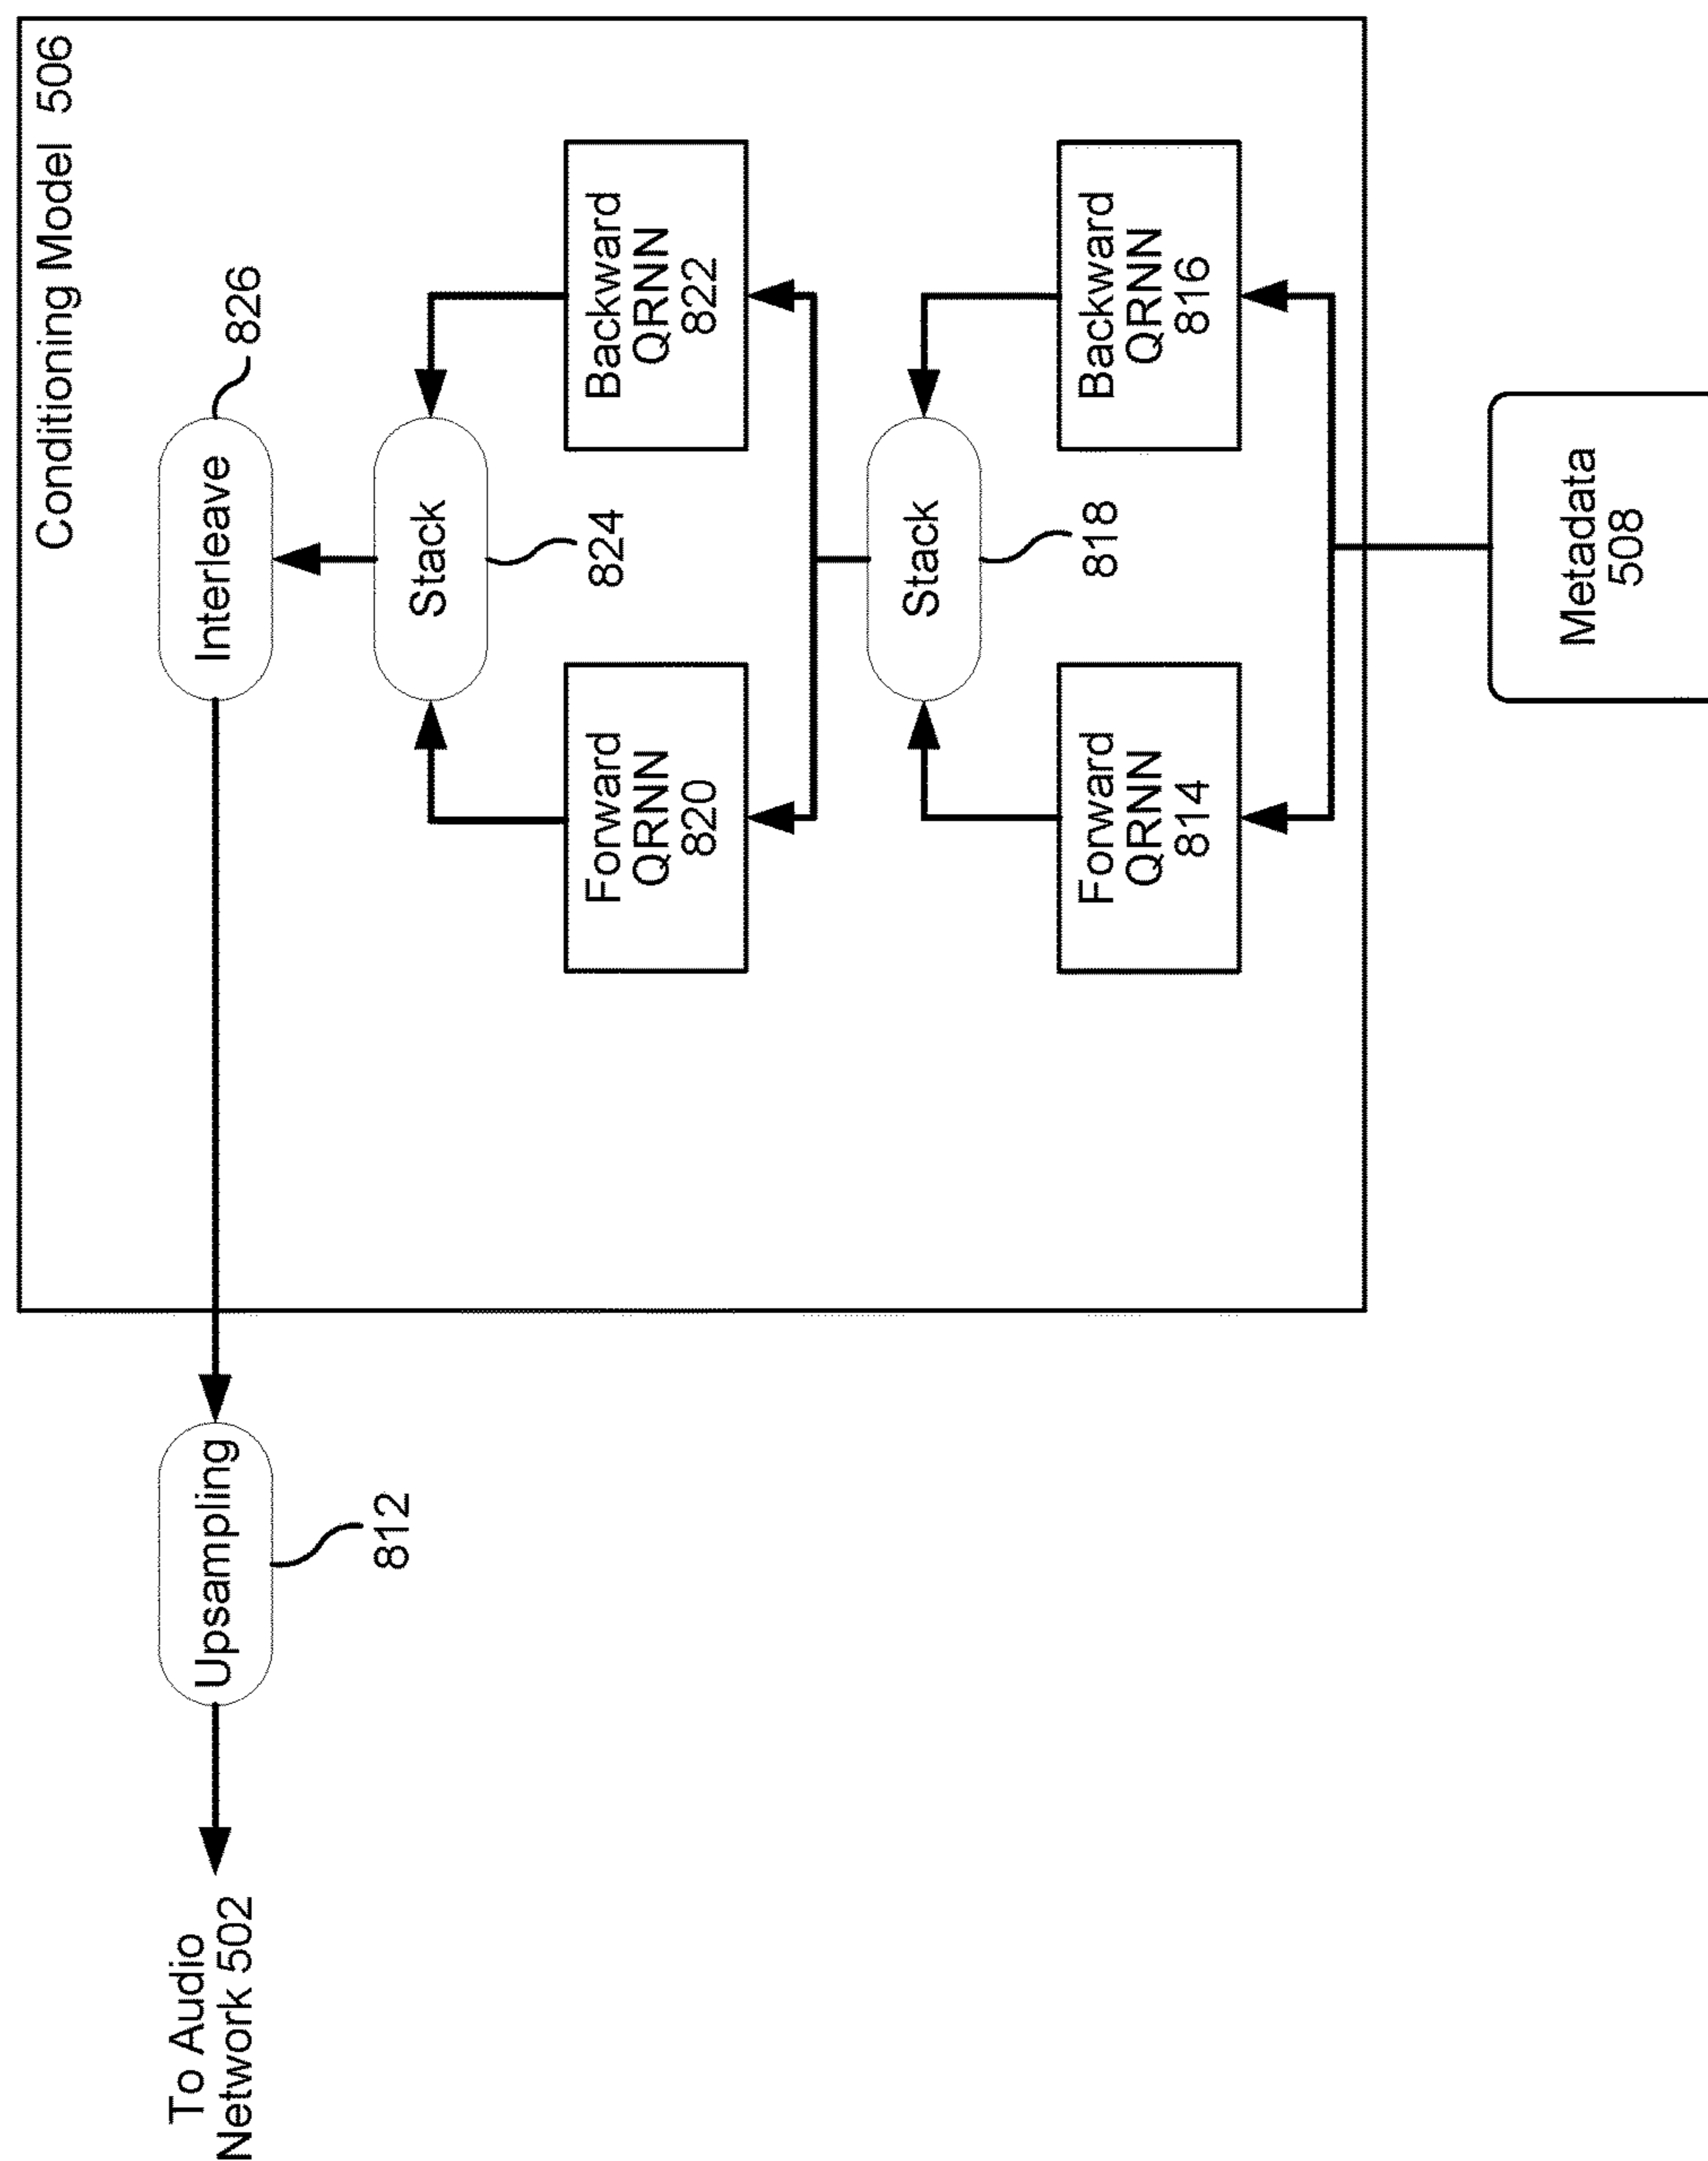 Conditioning Model 506
To Audio
Network 502
Upsampling
812
Interleave
826
Stack
824
Forward
QRNN
820
Backward
QRNN
822
Stack
818
Forward
QRNN
814
Backward
QRNN
816
Metadata
508